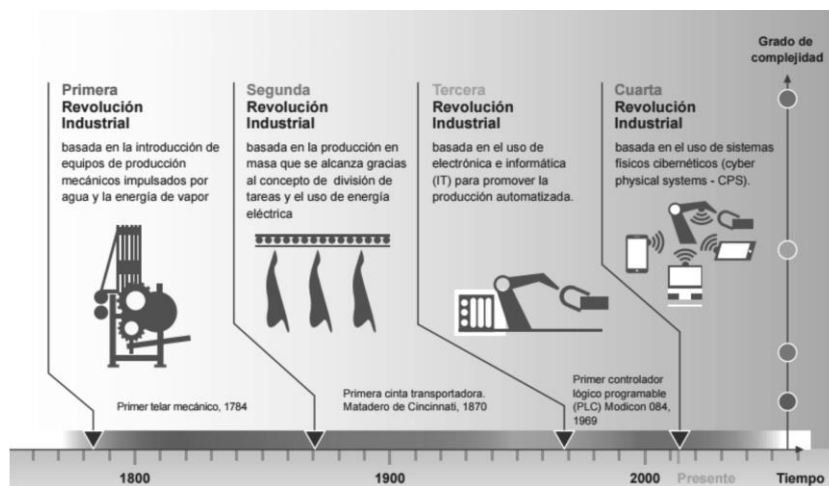 Grado de
complejidad
Primera
Revolución
Industrial
basada en la introducción de
equipos de producción
mecánicos impulsados por
agua y la energía de vapor
Segunda
Revolución
Industrial
basada en la producción en
masa que se alcanza gracias
al concepto de división de
tareas y el uso de energía
eléctrica
Tercera
Revolución
Industrial
basada en el uso de
electrónica e informática
(IT) para promover la
producción automatizada.
Cuarta
Revolución
Industrial
basada en el uso de sistemas
físicos cibernéticos (cyber
physical systems - CPS).
Primer telar mecánico, 1784
Primera cinta transportadora.
Matadero de Cincinnati, 1870
Primer controlador
lógico programable
(PLC) Modicon 084,
1969
1800
1900
2000
Presente
Tiempo